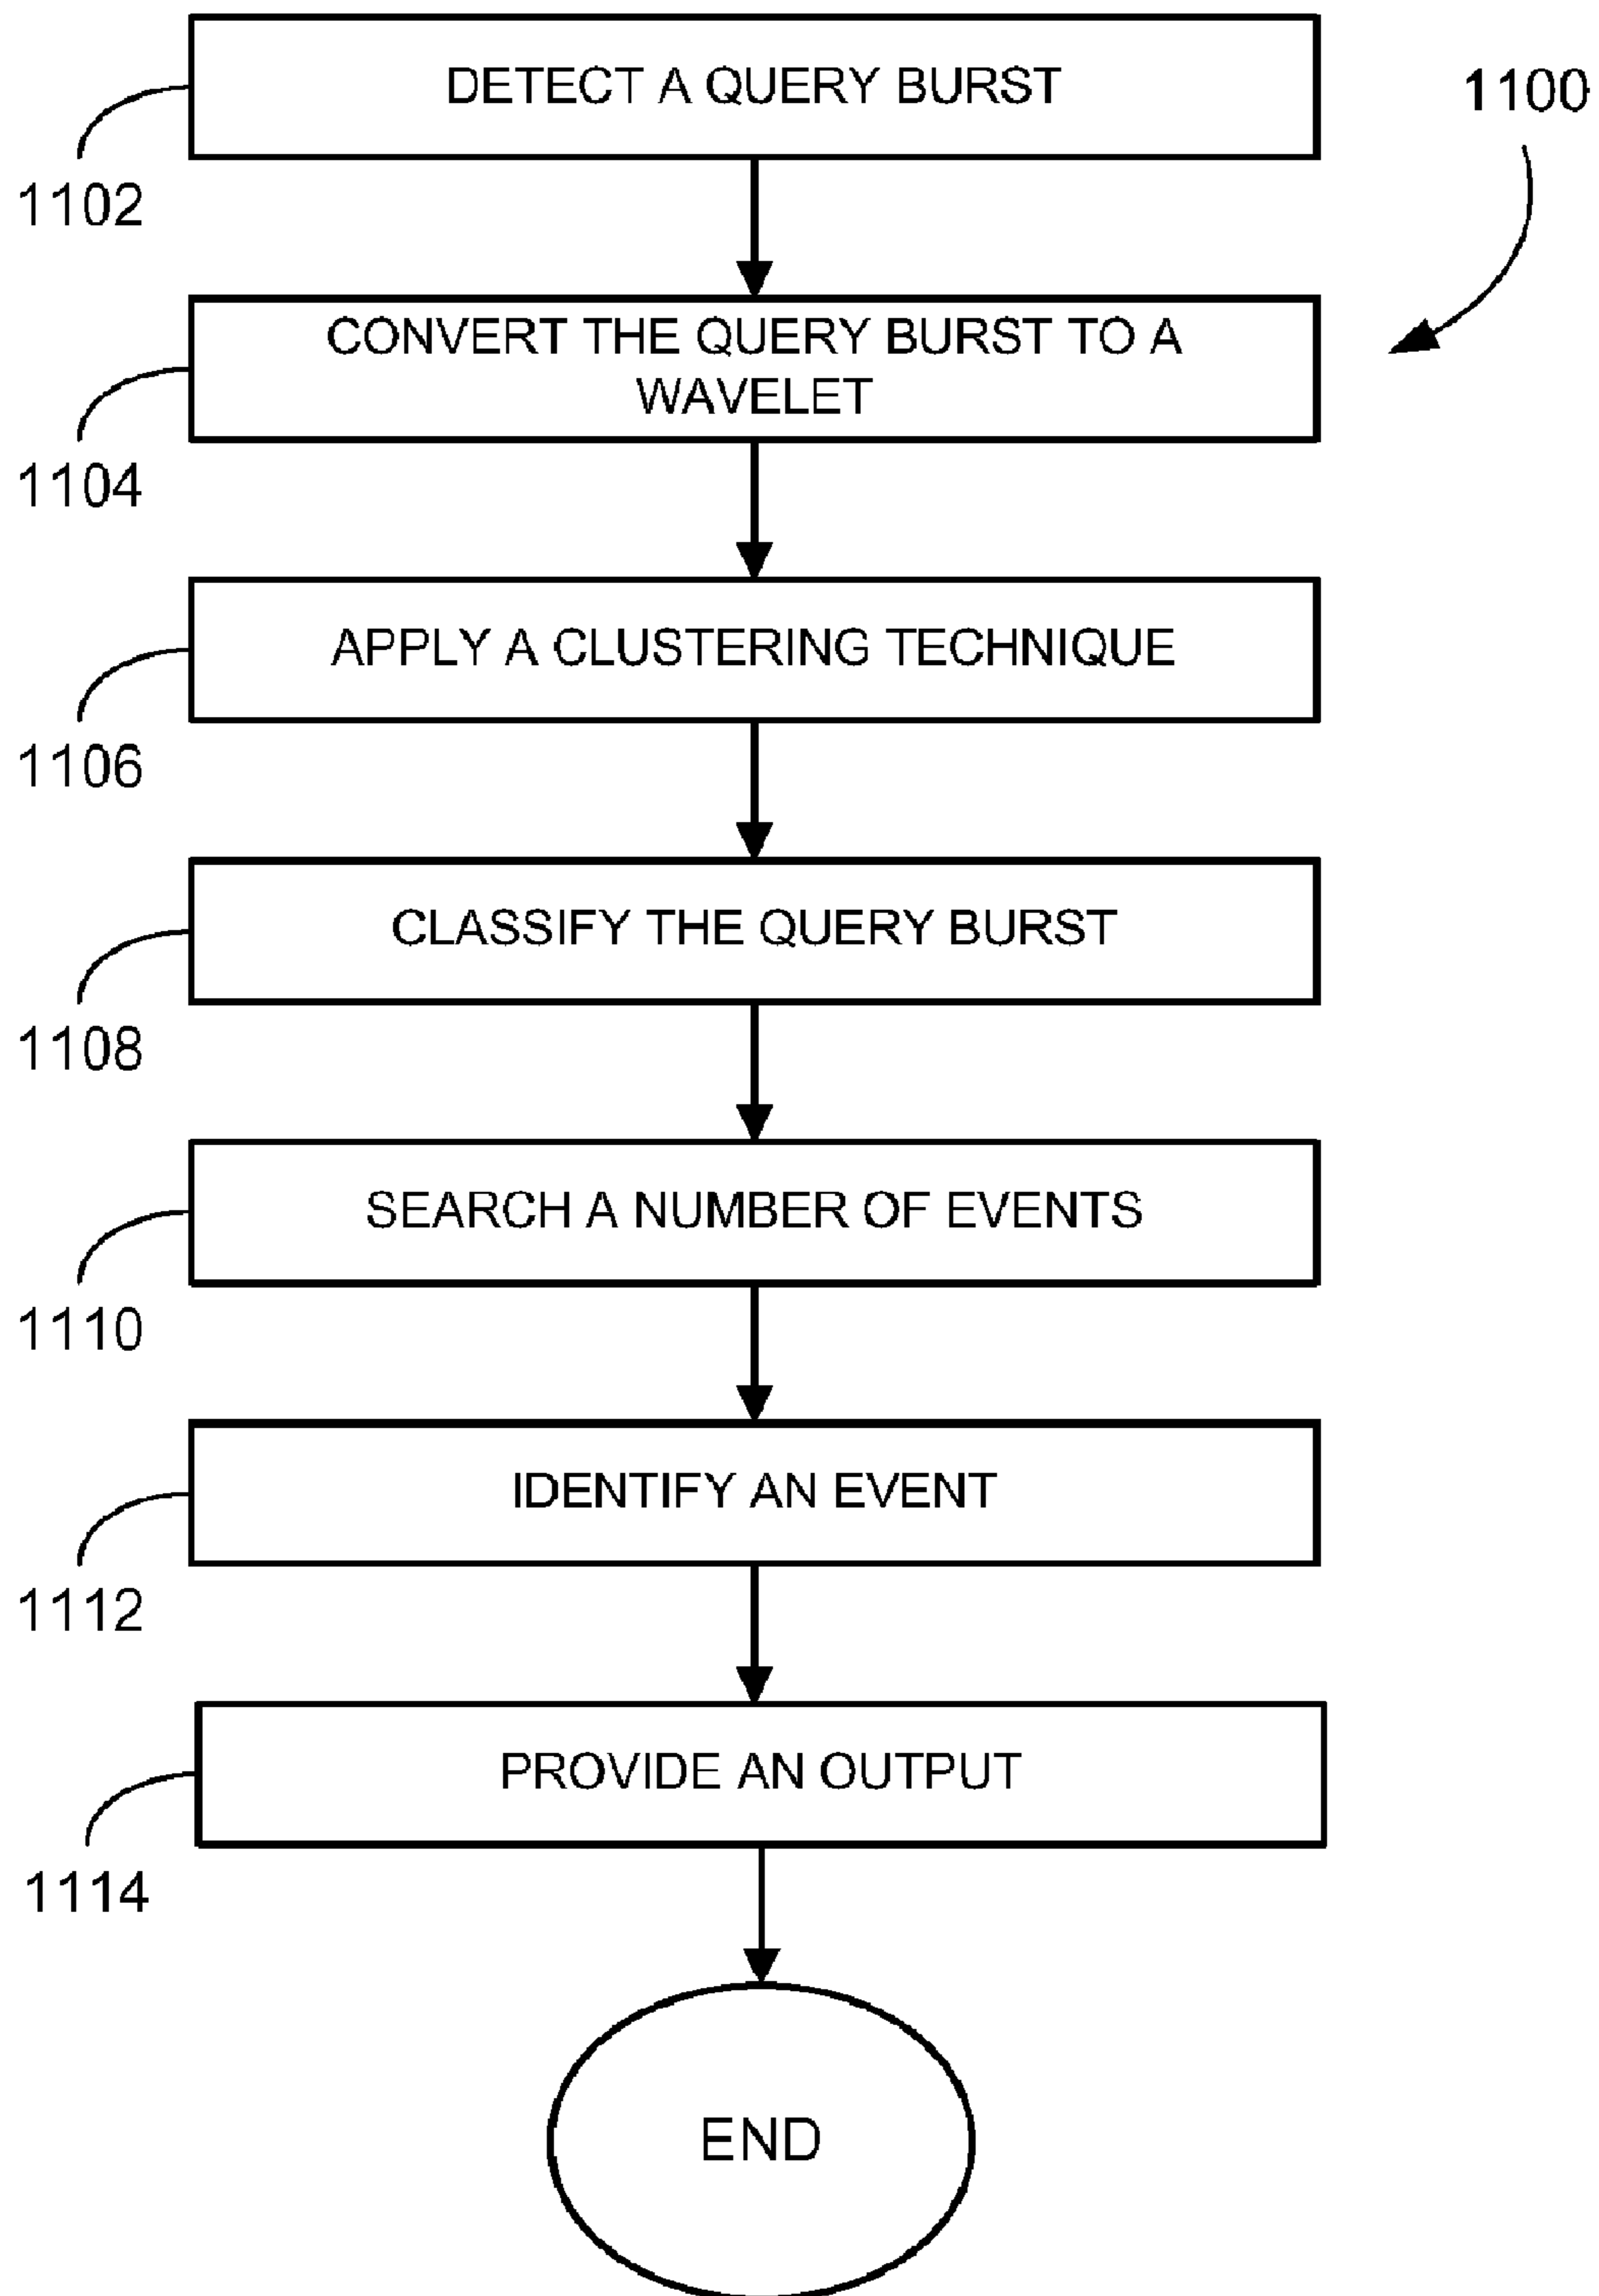 DETECT A QUERY BURST
1100
1102
CONVERT THE QUERY BURST TO A
WAVELET
1104
APPLY A CLUSTERING TECHNIQUE
1106
CLASSIFY THE QUERY BURST
1108
SEARCH A NUMBER OF EVENTS
1110
IDENTIFY AN EVENT
1112
PROVIDE AN OUTPUT
1114
END